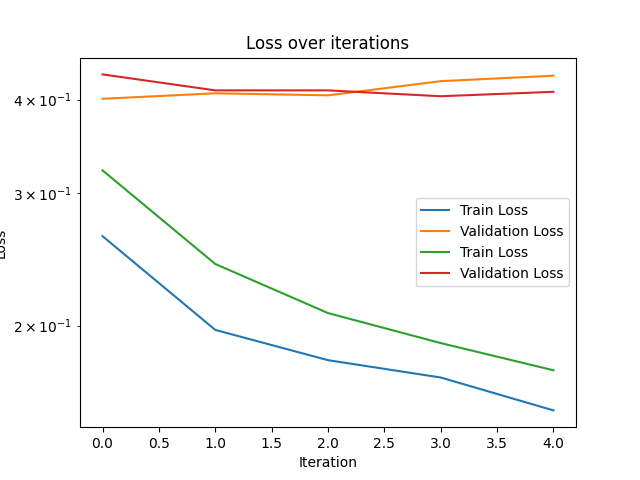 Loss over iterations
4 × 10⁻¹
3 × 10⁻¹
2 × 10⁻¹
Loss
Train Loss
Validation Loss
Train Loss
Validation Loss
0.0 0.5 1.0 1.5 2.0 2.5 3.0 3.5 4.0
Iteration